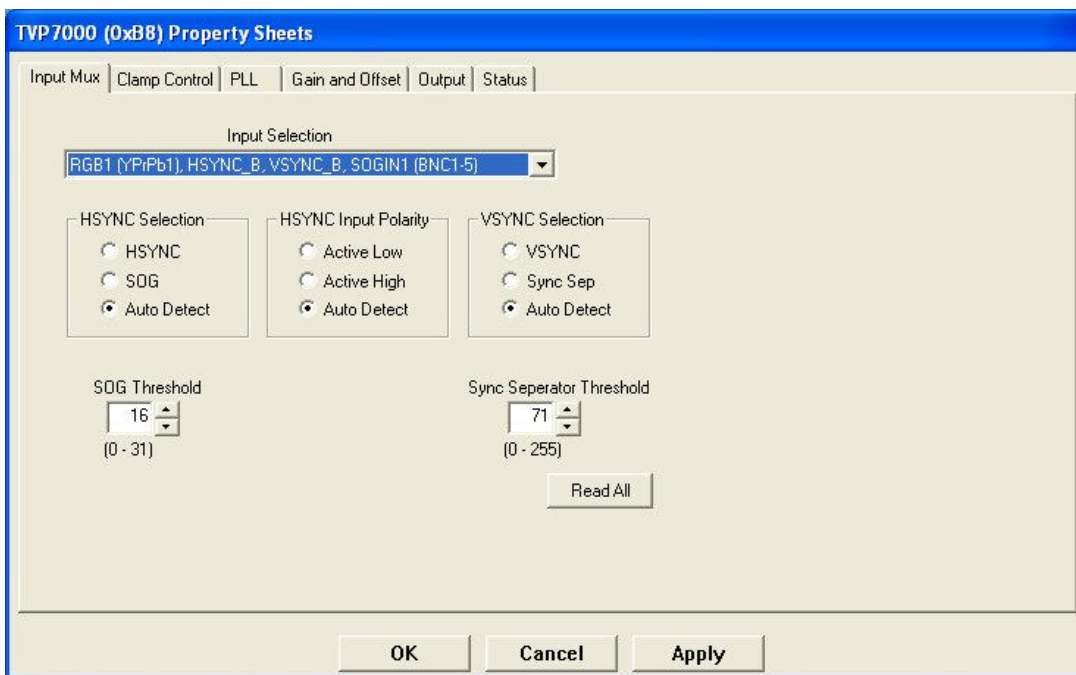 TVP7000 (0xB8) Property Sheets
Input Mux Clamp Control PLL Gain and Offset Output Status
Input Selection
RGB1 (YPrPb1), HSYNC_B, VSYNC_B, SOGIN1 (BNC1-5)
HSYNC Selection HSYNC Input Polarity VSYNC Selection
HSYNC Active Low VSYNC
SOG Active High Sync Sep
Auto Detect Auto Detect Auto Detect
SOG Threshold Sync Seperator Threshold
16 71
(0 - 31) (0 - 255)
Read All
OK Cancel Apply